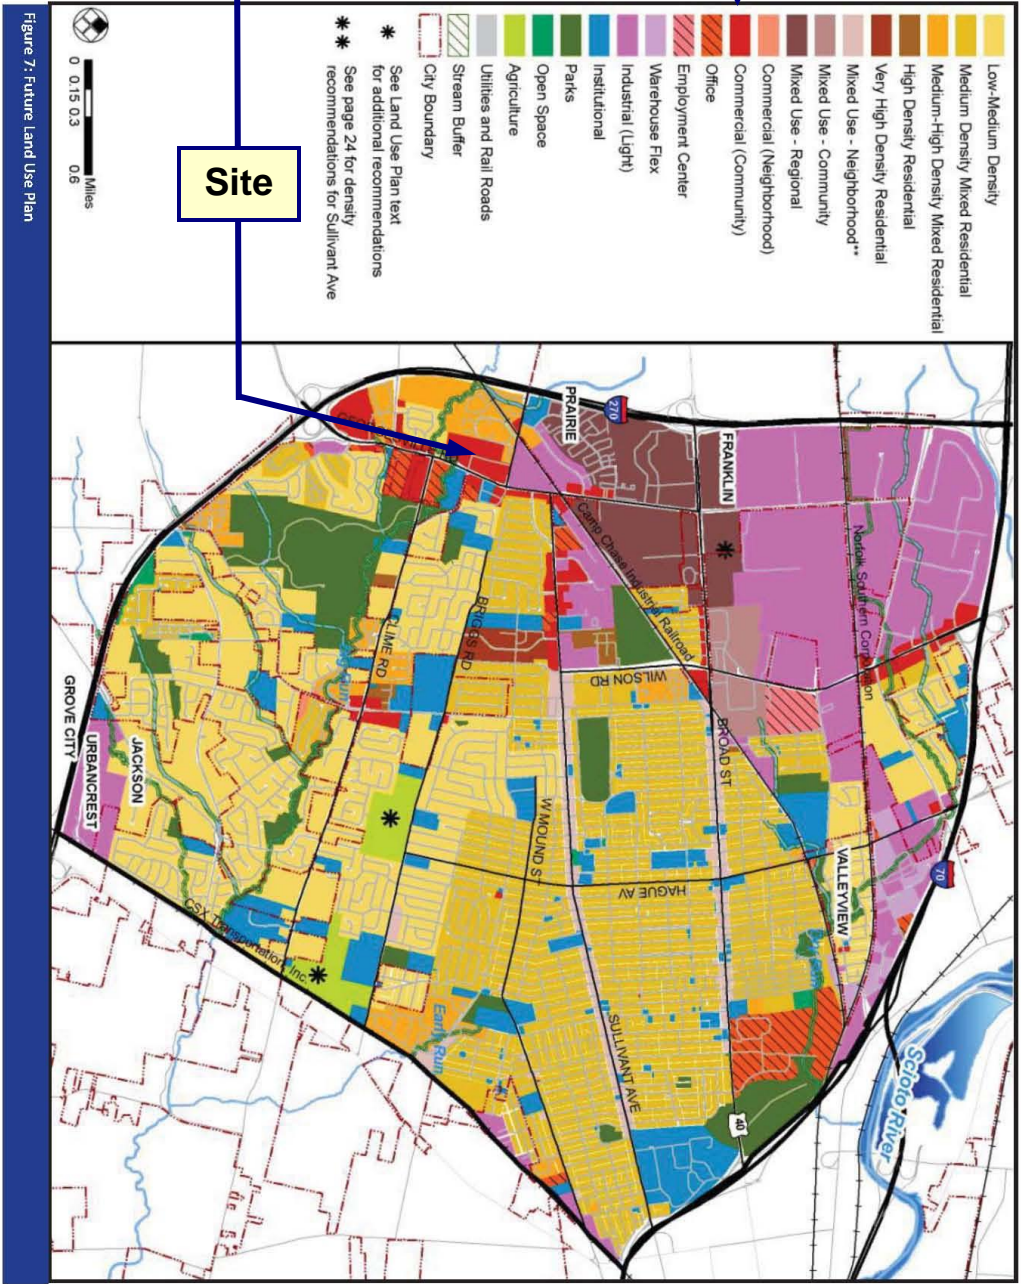 Figure 7: Future Land Use Plan
Low-Medium Density
Medium Density Mixed Residential
Medium-High Density Mixed Residential
High Density Residential
Very High Density Residential
Mixed Use - Neighborhood**
Mixed Use - Community
Mixed Use - Regional
Commercial (Neighborhood)
Commercial (Community)
Office
Employment Center
Warehouse Flex
Industrial (Light)
Institutional
Parks
Open Space
Agriculture
Utilities and Rail Roads
Stream Buffer
City Boundary
* See Land Use Plan text
for additional recommendations
** See page 24 for density
recommendations for Sullivant Ave
0 0.15 0.3 0.6
Miles
Site
PRAIRIE
270
FRANKLIN
Norfolk Southern Corporation
Camp Chase Industrial Railroad
BRIGGS RD
CLIME RD
WILSON RD
BROAD ST
GROVE CITY
URBANCREST
JACKSON
W MOUND ST
HAGUE AV
VALLEYVIEW
70
CSX Transportation, Inc.
SULLIVANT AVE
40
Scioto River